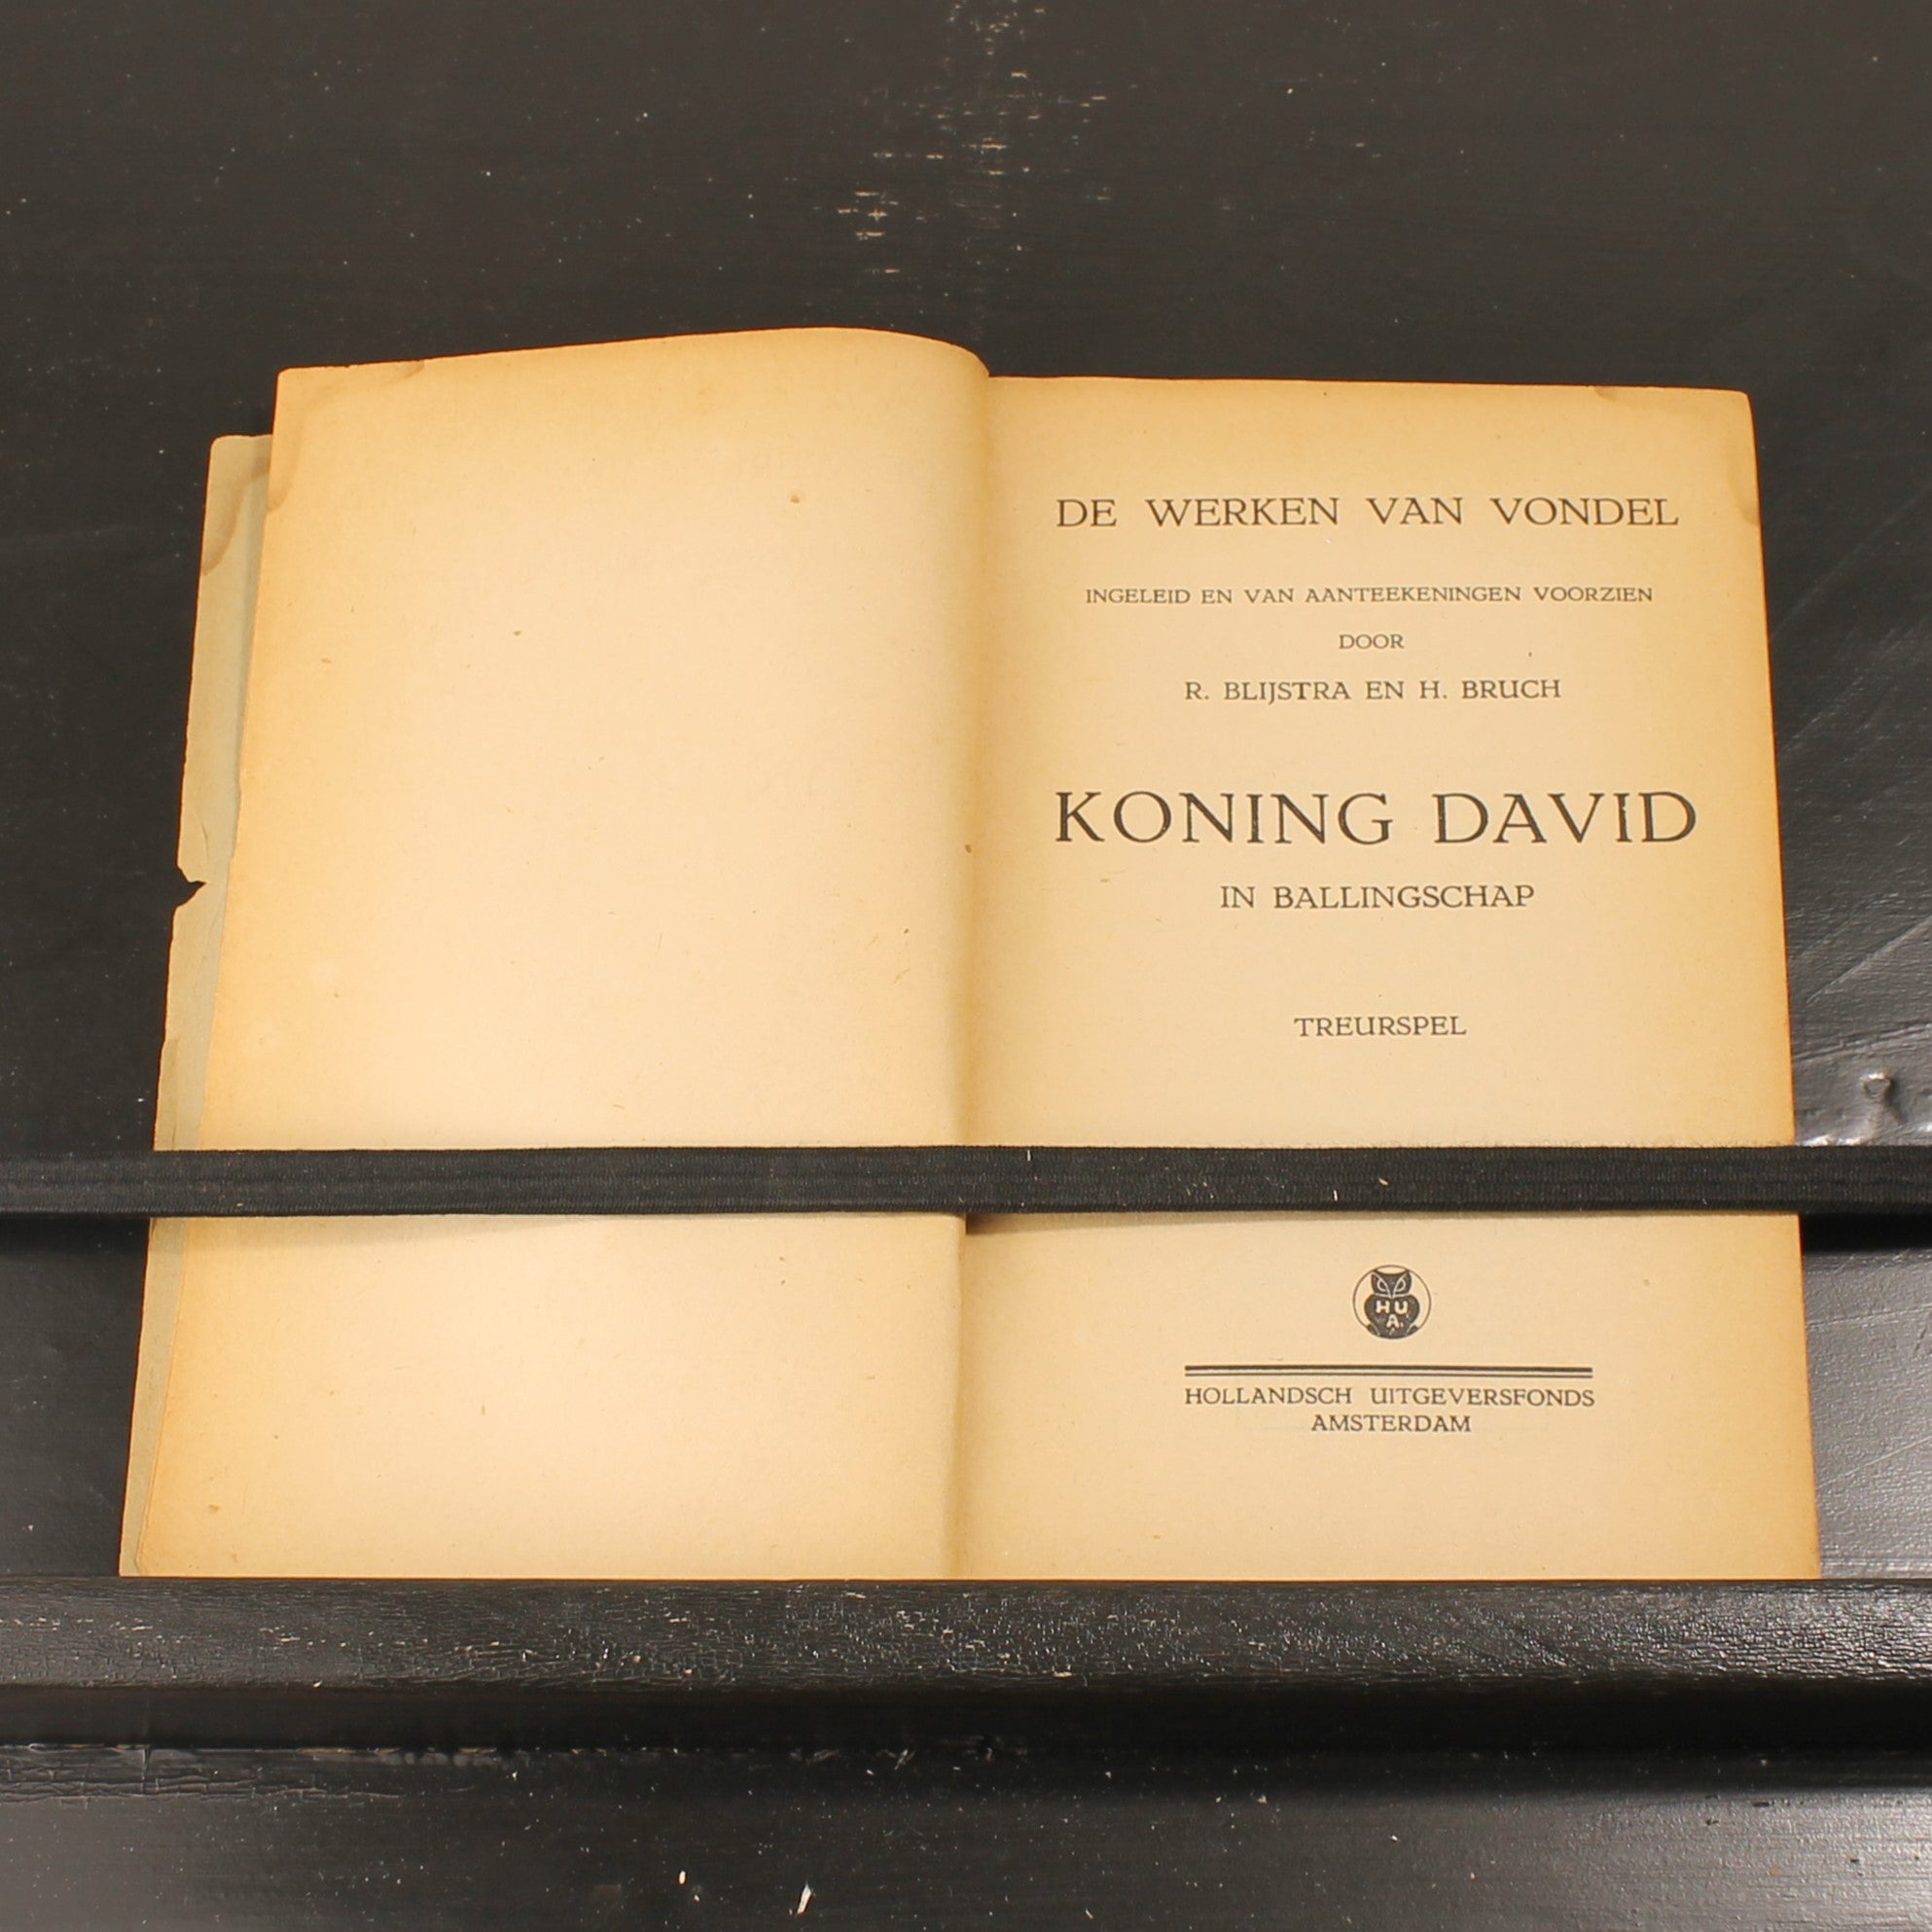 DE WERKEN VAN VONDEL
INGELEID EN VAN AANTEEKENINGEN VOORZIEN
DOOR
R. BLIJSTRA EN H. BRUCH
KONING DAVID
IN BALLINGSCHAP
TREURSPEL
HU
A.
HOLLANDSCH UITGEVERSFONDS
AMSTERDAM